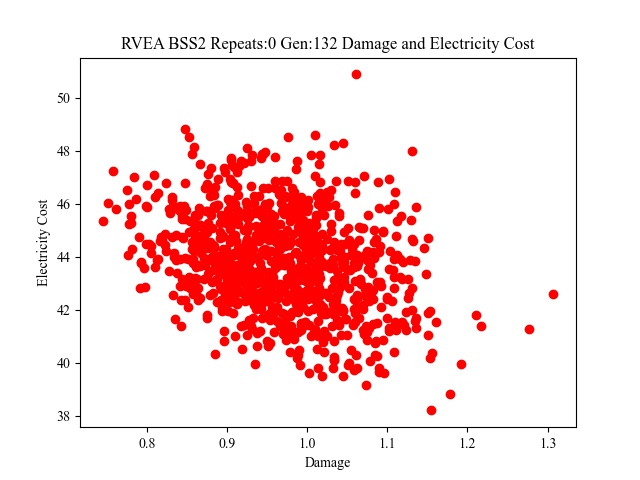 RVEA BSS2 Repeats:0 Gen:132 Damage and Electricity Cost
50
48
46
44
42
40
38
Electricity Cost
0.8 0.9 1.0 1.1 1.2 1.3
Damage